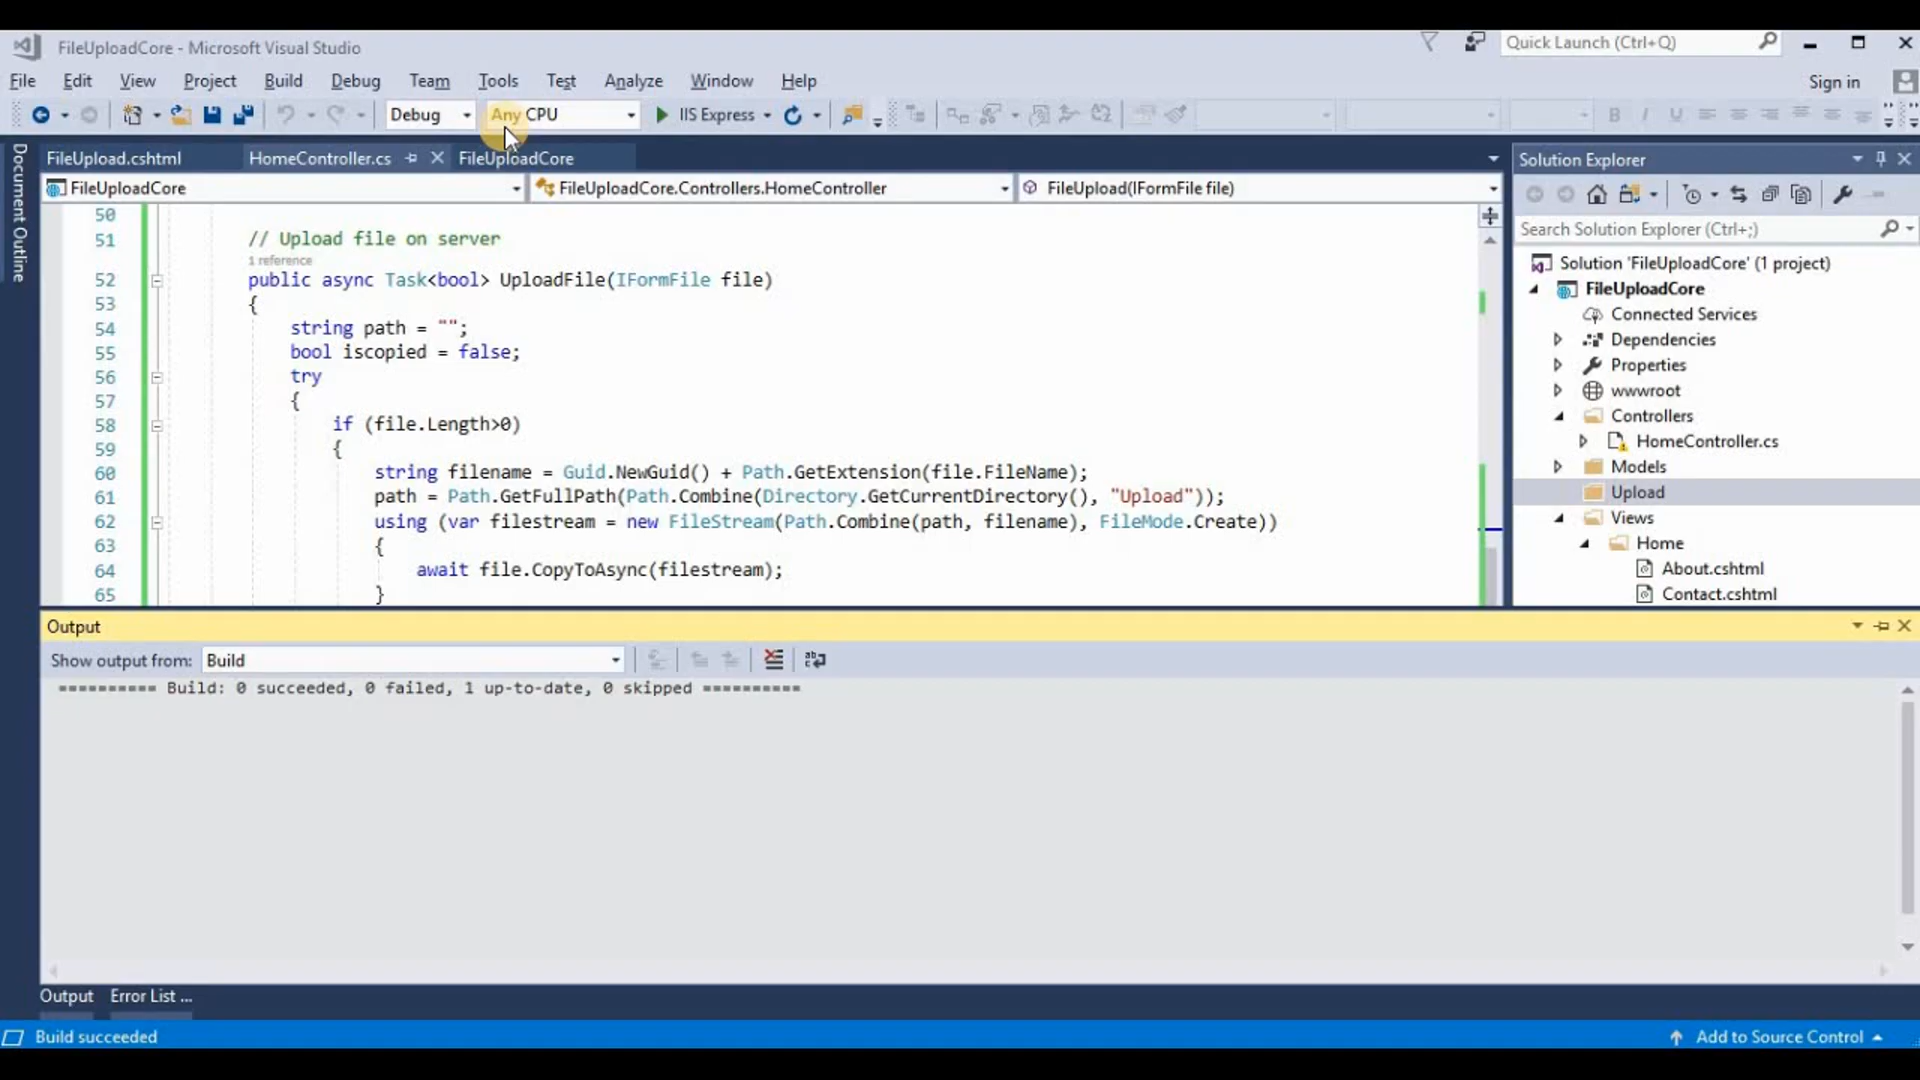 FileUploadCore - Microsoft Visual Studio
Quick Launch (Ctrl+Q)
File Edit View Project Build Debug Team Tools Test Analyze Window Help
Sign in
Debug Any CPU IIS Express
Document Outline
FileUpload.cshtml HomeController.cs FileUploadCore
FileUploadCore FileUploadCore.Controllers.HomeController FileUpload(IFormFile file)
50
51 // Upload file on server
1 reference
52 public async Task<bool> UploadFile(IFormFile file)
53 {
54 string path = "";
55 bool iscopied = false;
56 try
57 {
58 if (file.Length>0)
59 {
60 string filename = Guid.NewGuid() + Path.GetExtension(file.FileName);
61 path = Path.GetFullPath(Path.Combine(Directory.GetCurrentDirectory(), "Upload"));
62 using (var filestream = new FileStream(Path.Combine(path, filename), FileMode.Create))
63 {
64 await file.CopyToAsync(filestream);
65 }
Solution Explorer
Search Solution Explorer (Ctrl+;)
Solution 'FileUploadCore' (1 project)
FileUploadCore
Connected Services
Dependencies
Properties
wwwroot
Controllers
HomeController.cs
Models
Upload
Views
Home
About.cshtml
Contact.cshtml
Output
Show output from: Build
========== Build: 0 succeeded, 0 failed, 1 up-to-date, 0 skipped ==========
Output Error List ...
Build succeeded
Add to Source Control